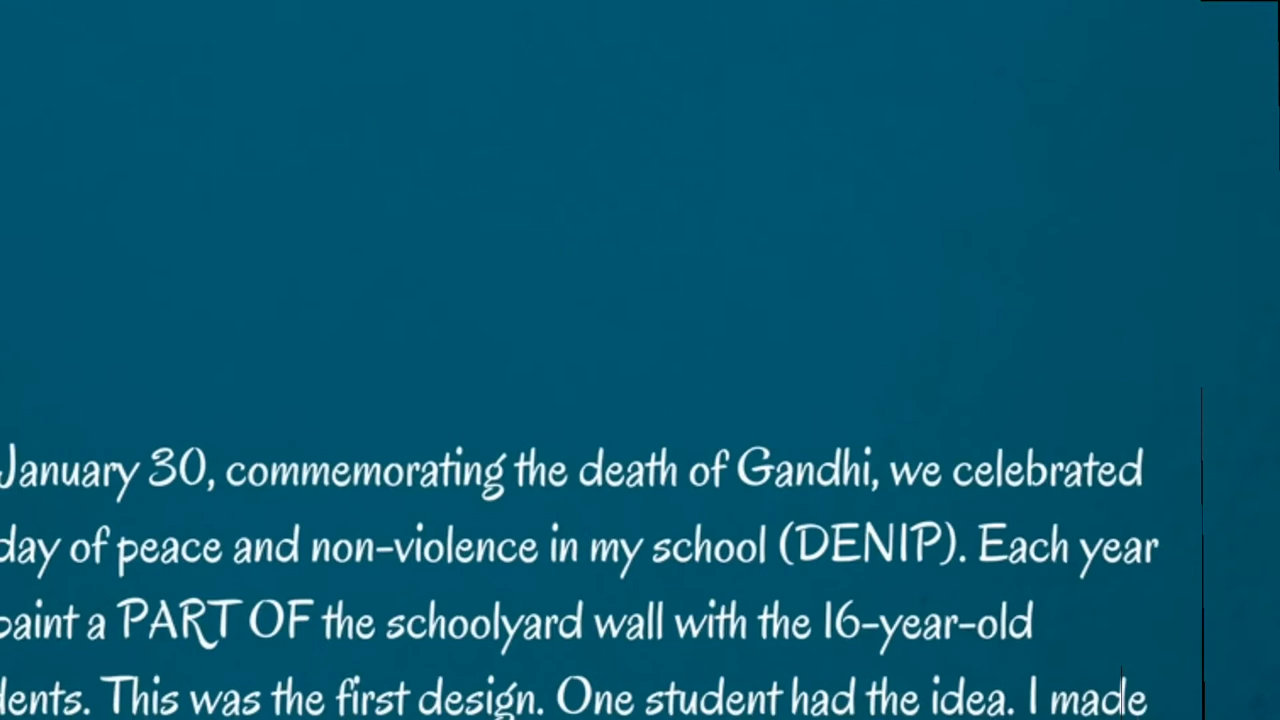 January 30, commemorating the death of Gandhi, we celebrated
day of peace and non-violence in my school (DENIP). Each year
paint a PART OF the schoolyard wall with the 16-year-old
dents. This was the first design. One student had the idea. I made